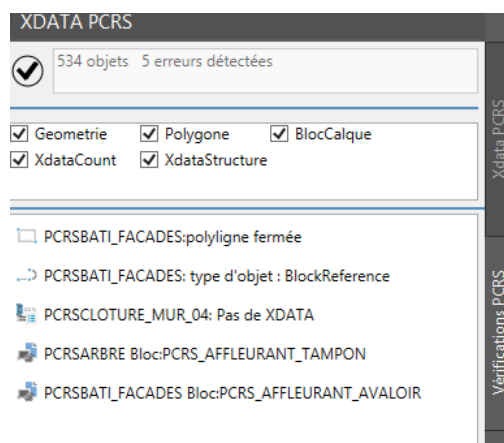 XDATA PCRS
534 objets 5 erreurs détectées
Geometrie Polygone BlocCalque
XdataCount XdataStructure
PCRSBATI_FACADES:polyligne fermée
PCRSBATI_FACADES: type d'objet : BlockReference
PCRSCLOTURE_MUR_04: Pas de XDATA
PCRSARBRE Bloc:PCRS_AFFLEURANT_TAMPON
PCRSBATI_FACADES Bloc:PCRS_AFFLEURANT_AVALOIR
Xdata PCRS
Vérifications PCRS